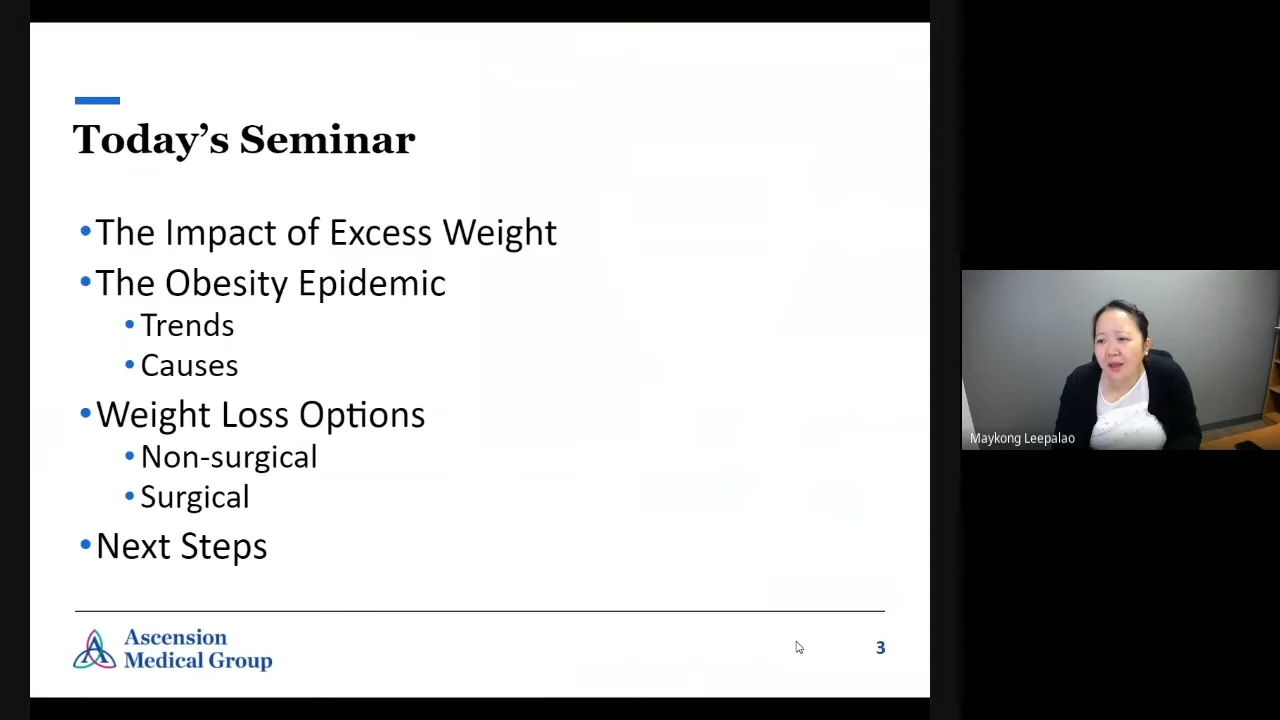 Today's Seminar
•The Impact of Excess Weight
•The Obesity Epidemic
•Trends
•Causes
•Weight Loss Options
•Non-surgical
•Surgical
•Next Steps
Ascension
Medical Group
3
Maykong Leepalao